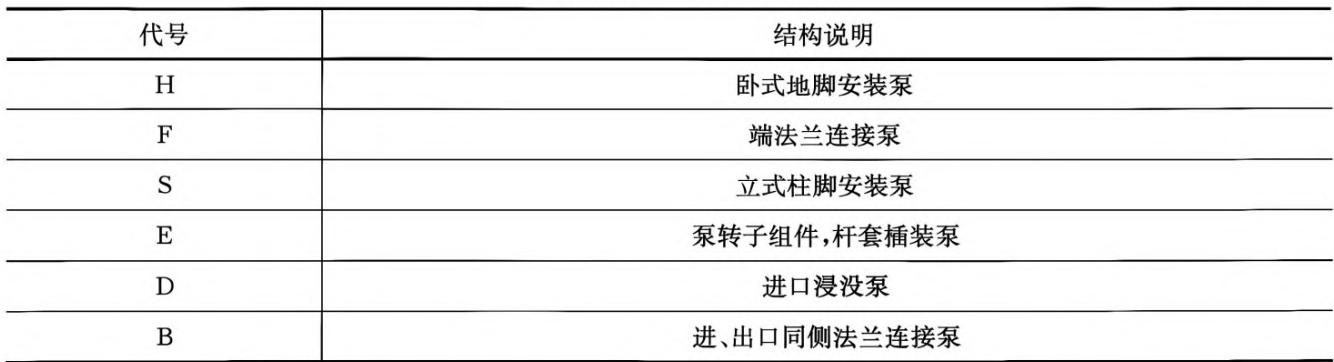 代号 结构说明
H 卧式地脚安装泵
F 端法兰连接泵
S 立式柱脚安装泵
E 泵转子组件,杆套插装泵
D 进口浸没泵
B 进、出口同侧法兰连接泵